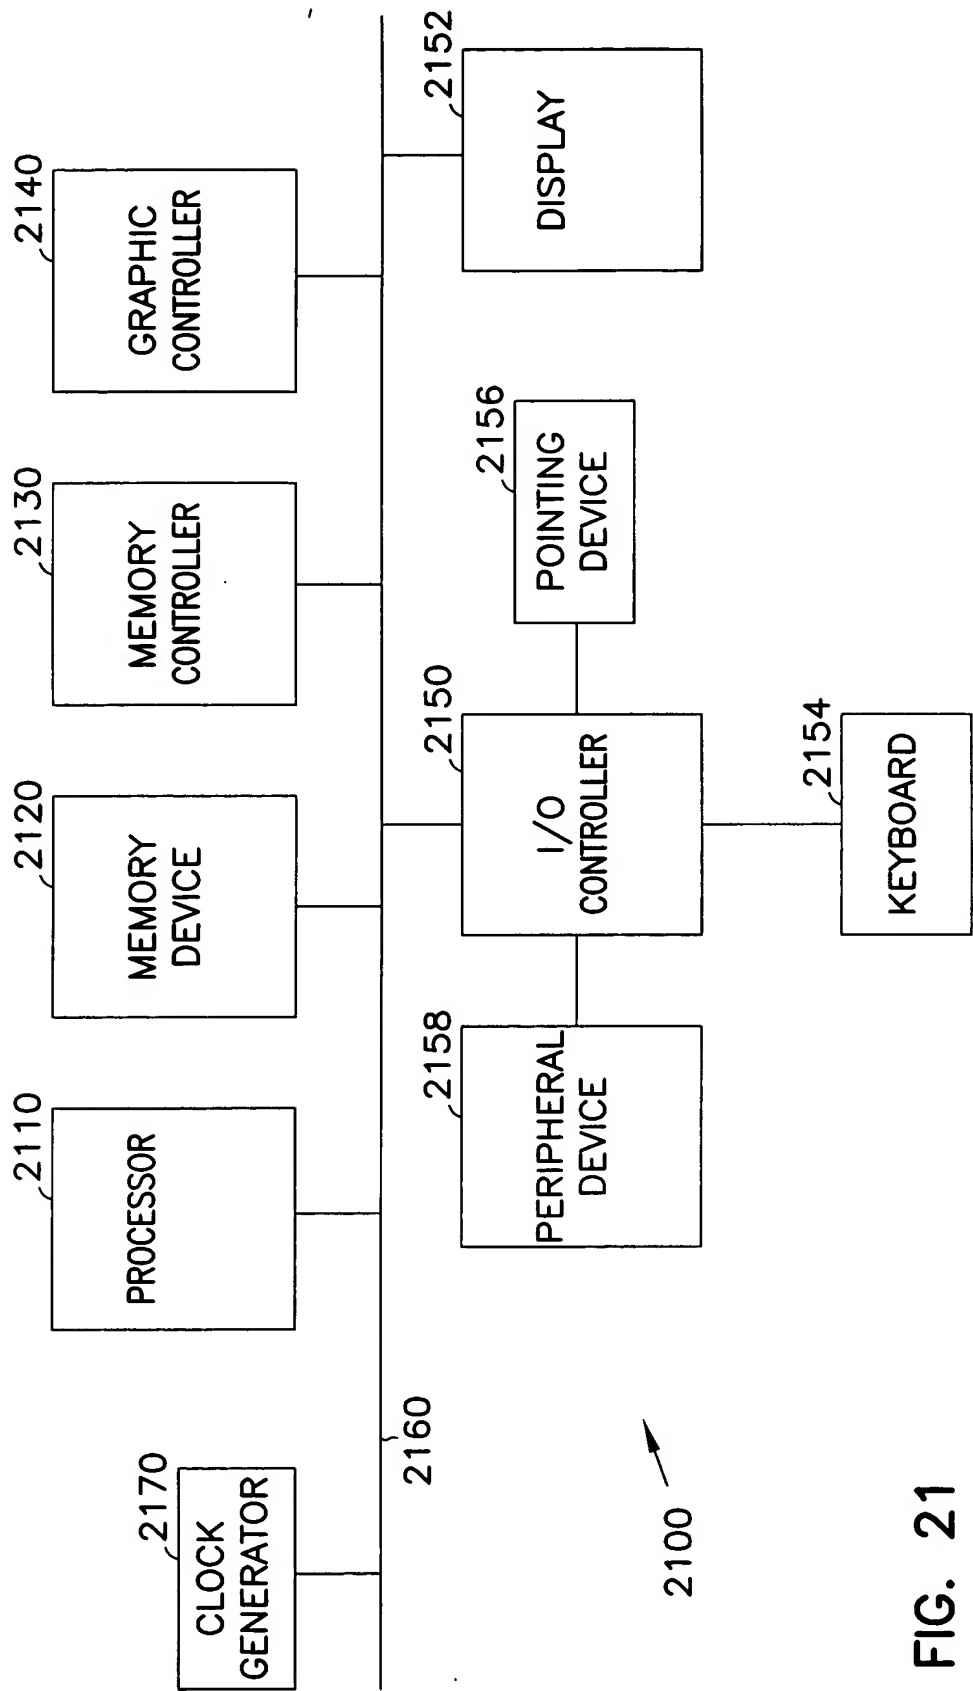 2170
CLOCK
GENERATOR
2110
PROCESSOR
2120
MEMORY
DEVICE
2130
MEMORY
CONTROLLER
2140
GRAPHIC
CONTROLLER
2160
2158
PERIPHERAL
DEVICE
2150
I/O
CONTROLLER
2156
POINTING
DEVICE
2152
DISPLAY
2154
KEYBOARD
2100
FIG. 21